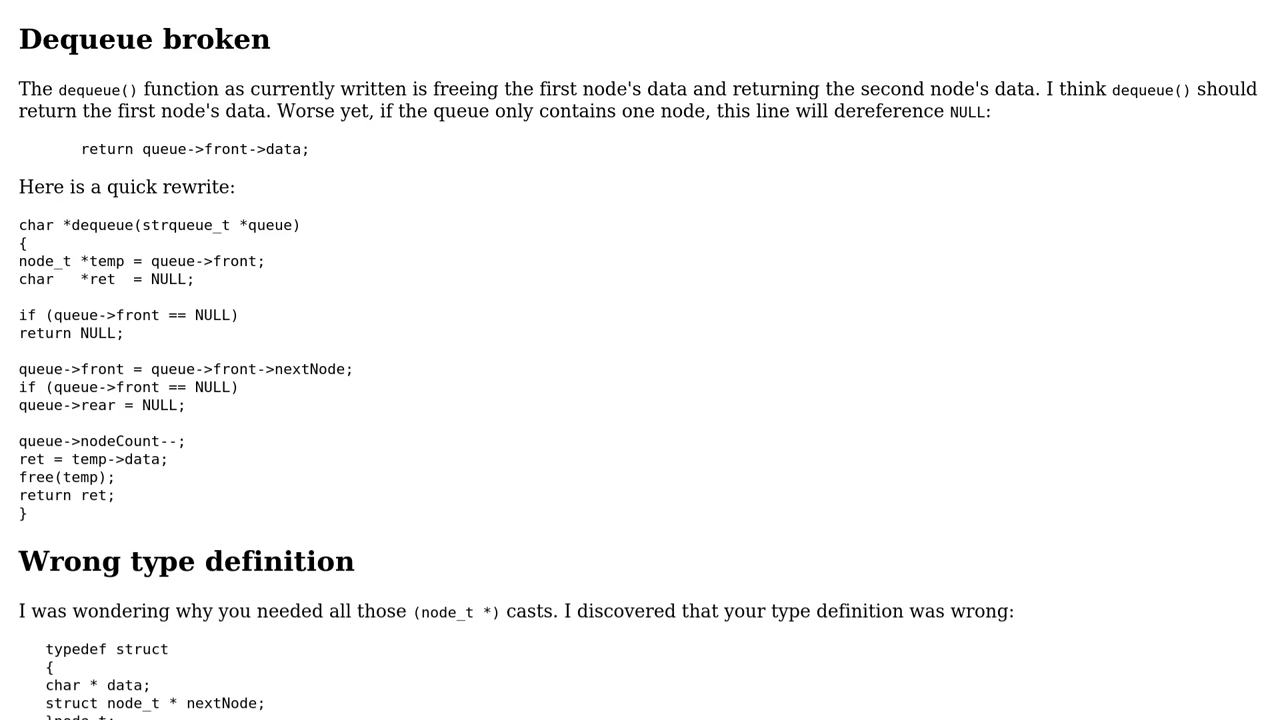 Dequeue broken
The dequeue() function as currently written is freeing the first node's data and returning the second node's data. I think dequeue() should
return the first node's data. Worse yet, if the queue only contains one node, this line will dereference NULL:
return queue->front->data;
Here is a quick rewrite:
char *dequeue(strqueue_t *queue)
{
node_t *temp = queue->front;
char   *ret  = NULL;
if (queue->front == NULL)
return NULL;
queue->front = queue->front->nextNode;
if (queue->front == NULL)
queue->rear = NULL;
queue->nodeCount--;
ret = temp->data;
free(temp);
return ret;
}
Wrong type definition
I was wondering why you needed all those (node_t *) casts. I discovered that your type definition was wrong:
typedef struct
{
char * data;
struct node_t * nextNode;
}node_t;